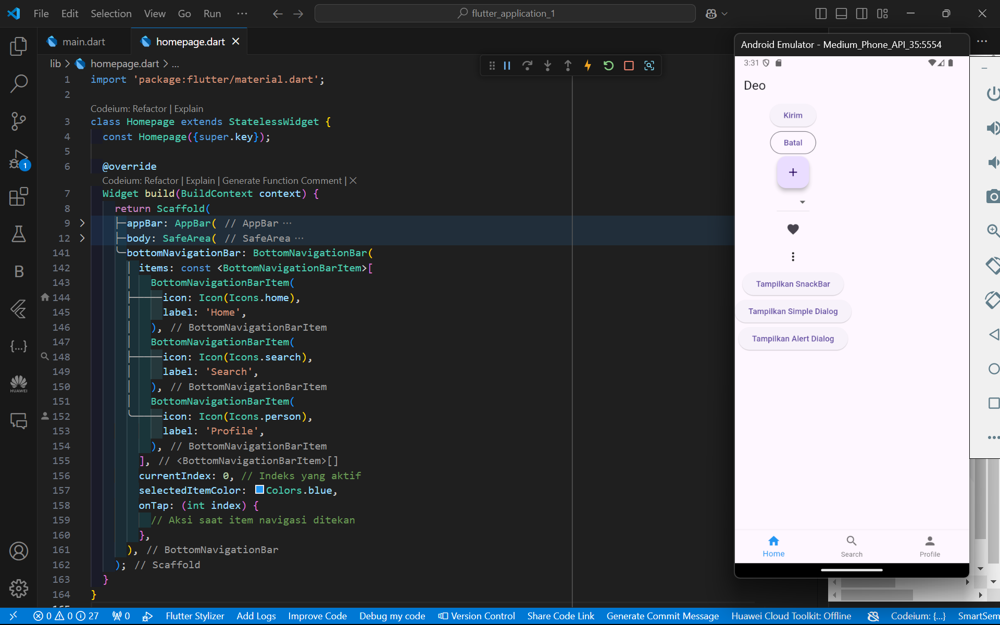 File Edit Selection View Go Run ···
flutter_application_1
main.dart
homepage.dart
lib > homepage.dart > ...
1 import 'package:flutter/material.dart';
2
Codeium: Refactor | Explain
3 class Homepage extends StatelessWidget {
4 const Homepage({super.key});
5
6 @override
Codeium: Refactor | Explain | Generate Function Comment | ✕
7 Widget build(BuildContext context) {
8 return Scaffold(
9 appBar: AppBar( // AppBar ···
12 body: SafeArea( // SafeArea ···
141 bottomNavigationBar: BottomNavigationBar(
142 items: const <BottomNavigationBarItem>[
143 BottomNavigationBarItem(
144 icon: Icon(Icons.home),
145 label: 'Home',
146 ), // BottomNavigationBarItem
147 BottomNavigationBarItem(
148 icon: Icon(Icons.search),
149 label: 'Search',
150 ), // BottomNavigationBarItem
151 BottomNavigationBarItem(
152 icon: Icon(Icons.person),
153 label: 'Profile',
154 ), // BottomNavigationBarItem
155 ], // <BottomNavigationBarItem>[]
156 currentIndex: 0, // Indeks yang aktif
157 selectedItemColor: Colors.blue,
158 onTap: (int index) {
159 // Aksi saat item navigasi ditekan
160 },
161 ), // BottomNavigationBar
162 ); // Scaffold
163 }
164 }
1
B
{...}
HUAWEI
Android Emulator - Medium_Phone_API_35:5554
3:31
Deo
Kirim
Batal
+
Tampilkan SnackBar
Tampilkan Simple Dialog
Tampilkan Alert Dialog
Home
Search
Profile
0 0 27 0 Flutter Stylizer Add Logs Improve Code Debug my code Version Control Share Code Link Generate Commit Message Huawei Cloud Toolkit: Offline Codeium: {...} SmartSem